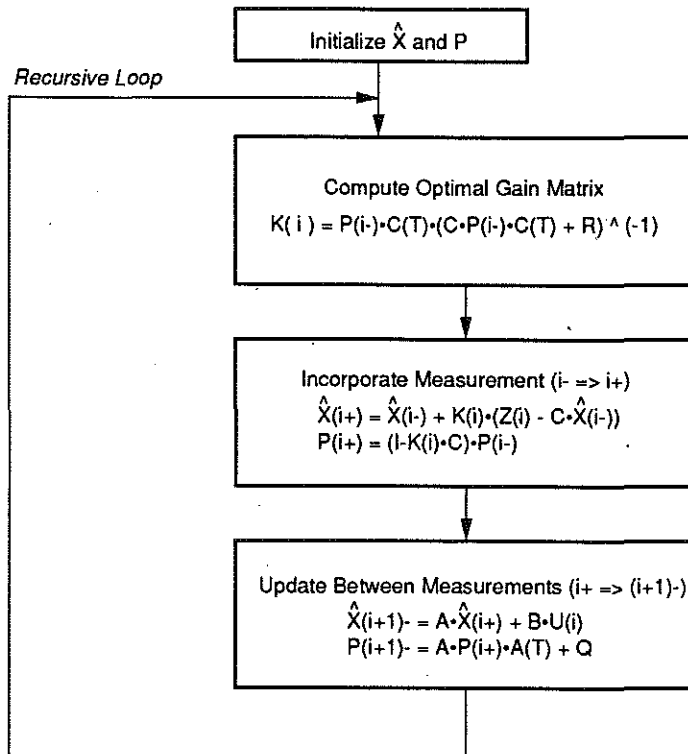 Initialize X̂ and P
Recursive Loop
Compute Optimal Gain Matrix
K( i ) = P(i-)•C(T)•(C•P(i-)•C(T) + R) ^ (-1)
Incorporate Measurement (i- => i+)
X̂(i+) = X̂(i-) + K(i)•(Z(i) - C•X̂(i-))
P(i+) = (I-K(i)•C)•P(i-)
Update Between Measurements (i+ => (i+1)-)
X̂(i+1)- = A•X̂(i+) + B•U(i)
P(i+1)- = A•P(i+)•A(T) + Q